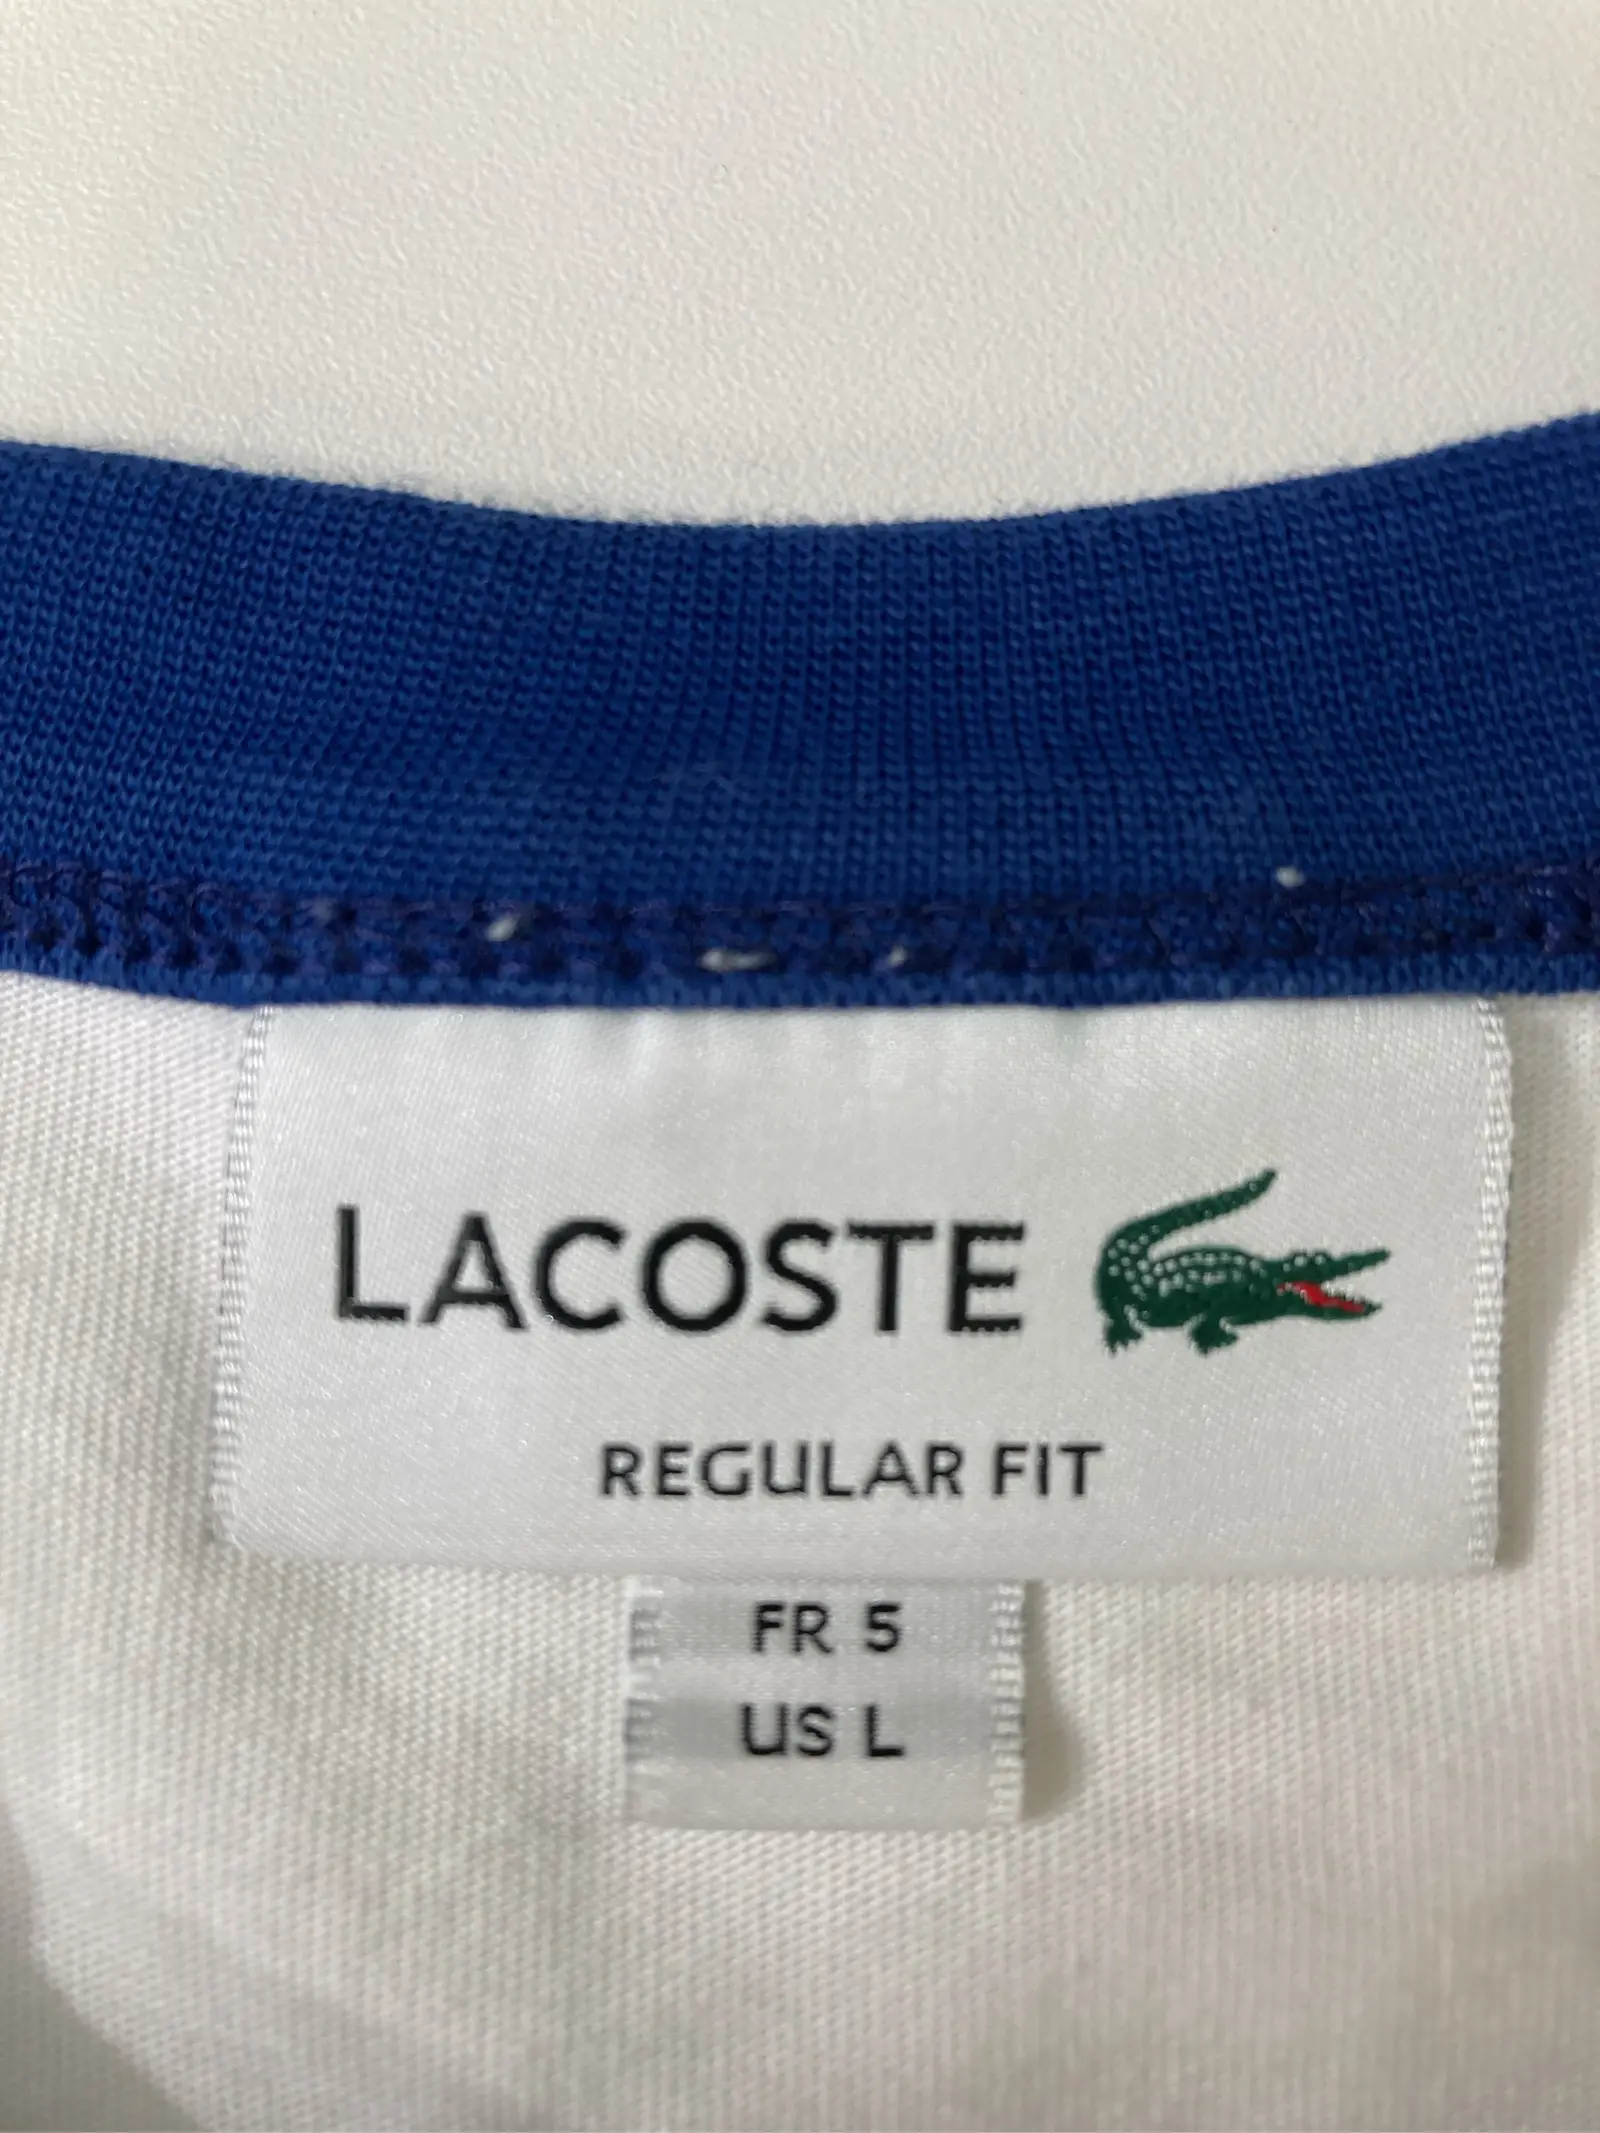 LACOSTE
REGULAR FIT
FR 5
US L